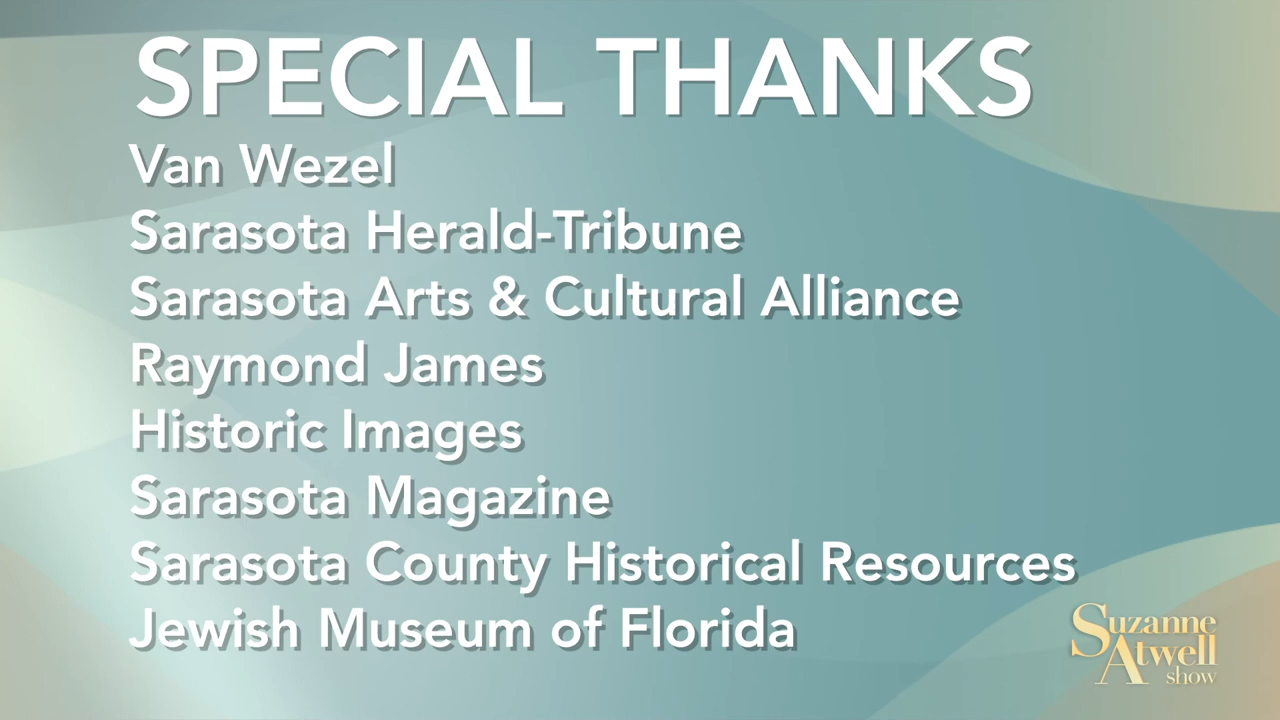 SPECIAL THANKS
Van Wezel
Sarasota Herald-Tribune
Sarasota Arts & Cultural Alliance
Raymond James
Historic Images
Sarasota Magazine
Sarasota County Historical Resources
Jewish Museum of Florida
Suzanne
Atwell
show